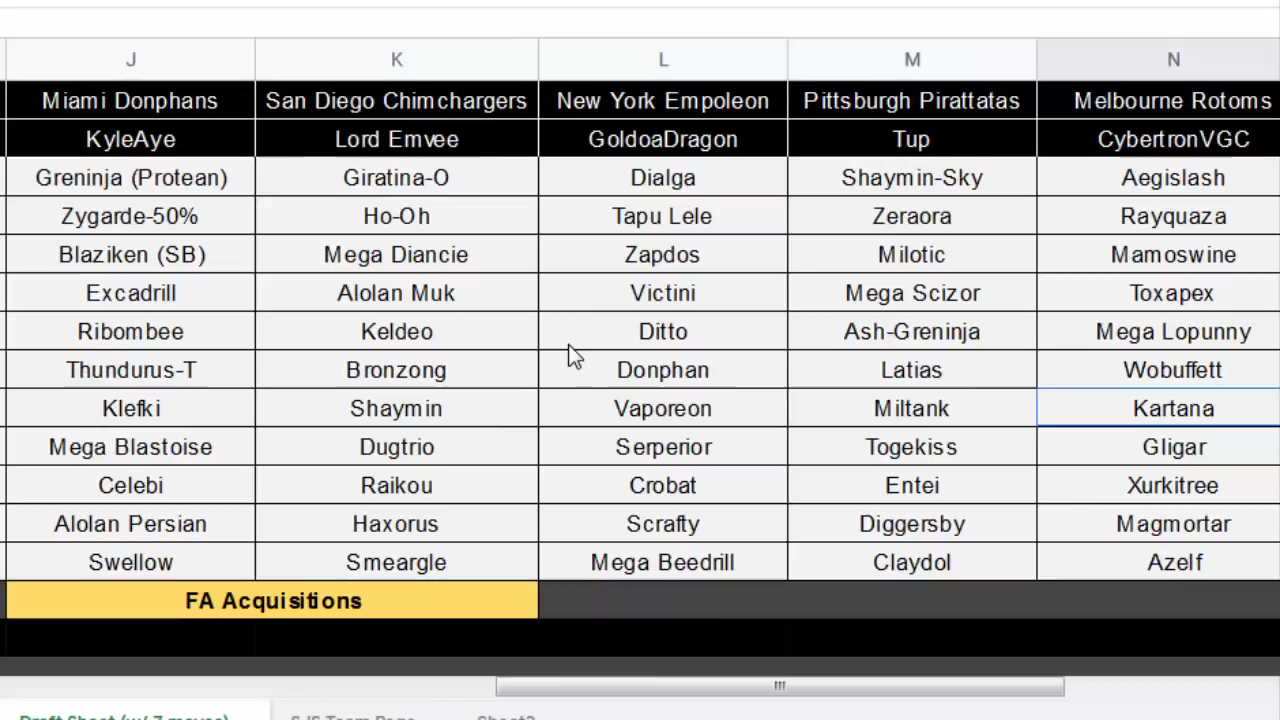 J K L M N
Miami Donphans San Diego Chimchargers New York Empoleon Pittsburgh Pirattatas Melbourne Rotoms
KyleAye Lord Emvee GoldoaDragon Tup CybertronVGC
Greninja (Protean) Giratina-O Dialga Shaymin-Sky Aegislash
Zygarde-50% Ho-Oh Tapu Lele Zeraora Rayquaza
Blaziken (SB) Mega Diancie Zapdos Milotic Mamoswine
Excadrill Alolan Muk Victini Mega Scizor Toxapex
Ribombee Keldeo Ditto Ash-Greninja Mega Lopunny
Thundurus-T Bronzong Donphan Latias Wobuffett
Klefki Shaymin Vaporeon Miltank Kartana
Mega Blastoise Dugtrio Serperior Togekiss Gligar
Celebi Raikou Crobat Entei Xurkitree
Alolan Persian Haxorus Scrafty Diggersby Magmortar
Swellow Smeargle Mega Beedrill Claydol Azelf
FA Acquisitions